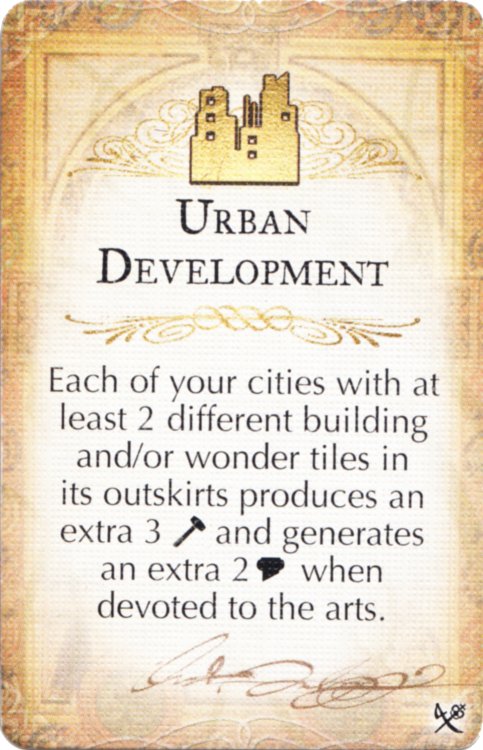 URBAN
DEVELOPMENT
Each of your cities with at
least 2 different building
and/or wonder tiles in
its outskirts produces an
extra 3 and generates
an extra 2 when
devoted to the arts.